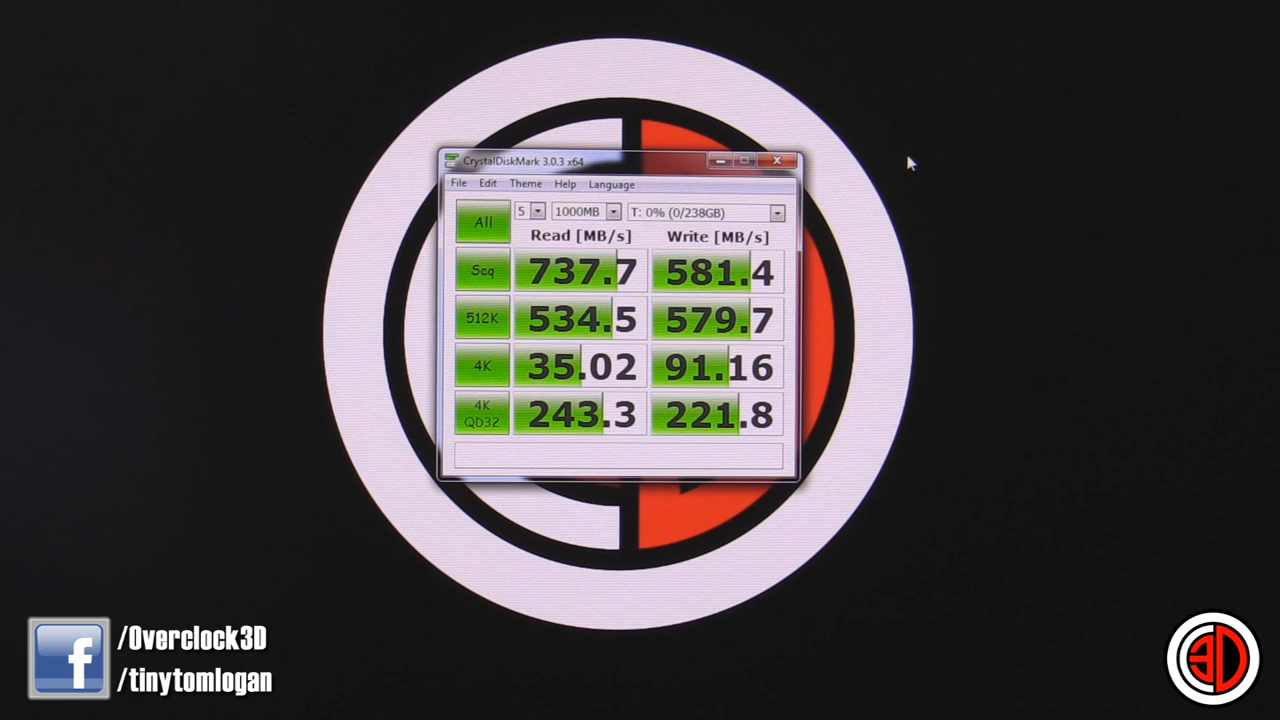 CrystalDiskMark 3.0.3 x64
File Edit Theme Help Language
All 5 1000MB T: 0% (0/238GB)
Read [MB/s] Write [MB/s]
Seq 737.7 581.4
512K 534.5 579.7
4K 35.02 91.16
4K QD32 243.3 221.8
f /Overclock3D
/tinytomlogan
3D